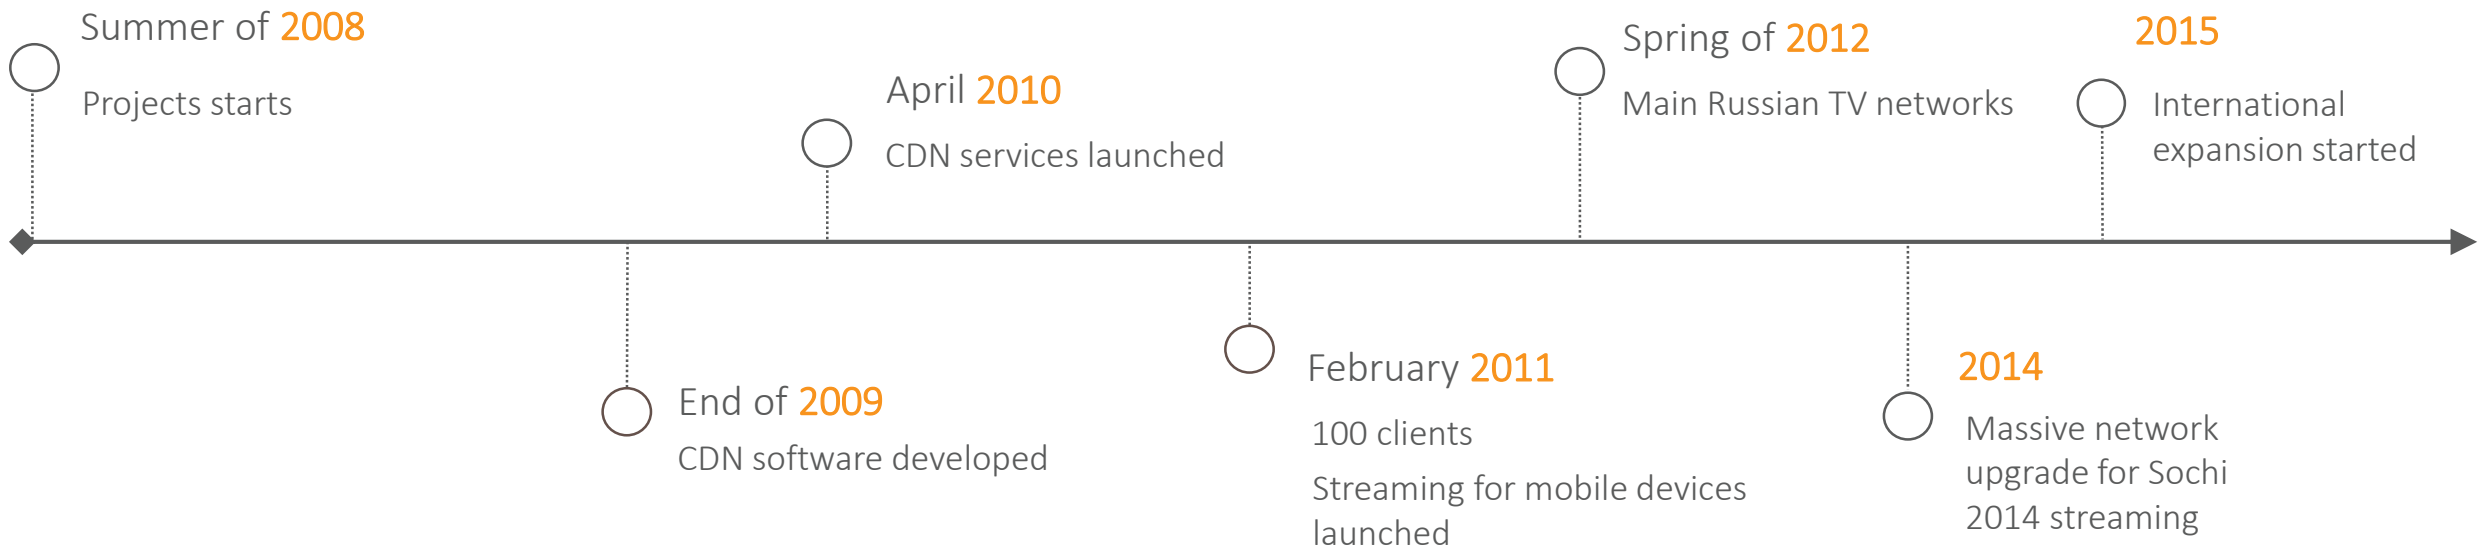 Summer of 2008
Projects starts
End of 2009
CDN software developed
April 2010
CDN services launched
February 2011
100 clients
Streaming for mobile devices
launched
Spring of 2012
Main Russian TV networks
2014
Massive network
upgrade for Sochi
2014 streaming
2015
International
expansion started